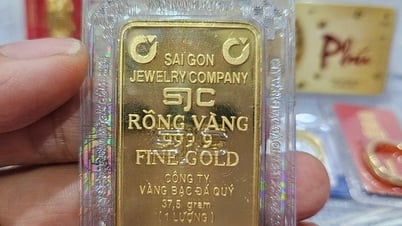 SAIGON
JEWELRY COMPANY
SJC
RỒNG VÀNG
999.9
FINE GOLD
CÔNG TY
VÀNG BẠC ĐÁ QUÝ
37,5 gram
(1 LƯỢNG)